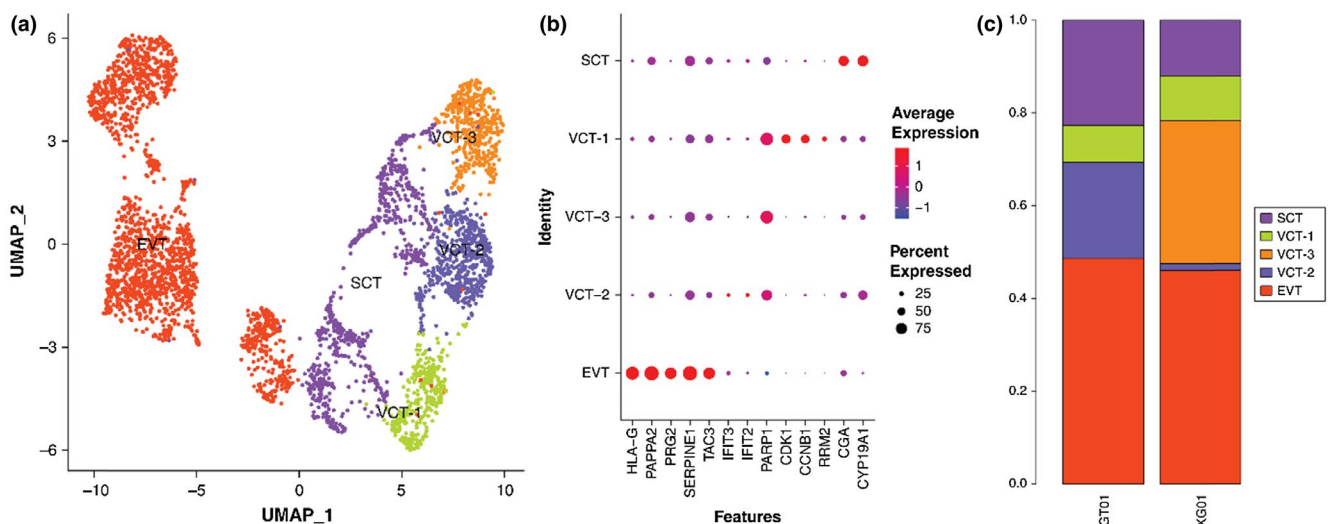 (a)
6
3
0
−3
−6
UMAP_2
−10
−5
0
5
10
UMAP_1
EVT
VCT-3
VCT-2
SCT
VCT-1
(b)
SCT
VCT−1
VCT−3
VCT−2
EVT
Identity
HLA−G
PAPPA2
PRG2
SERPINE1
TAC3
IFIT3
IFIT2
PARP1
CDK1
CCNB1
RRM2
CGA
CYP19A1
Features
Average
Expression
1
0
−1
Percent
Expressed
25
50
75
(c)
1.0
0.8
0.6
0.4
0.2
0.0
GT01
XG01
SCT
VCT-1
VCT-3
VCT-2
EVT